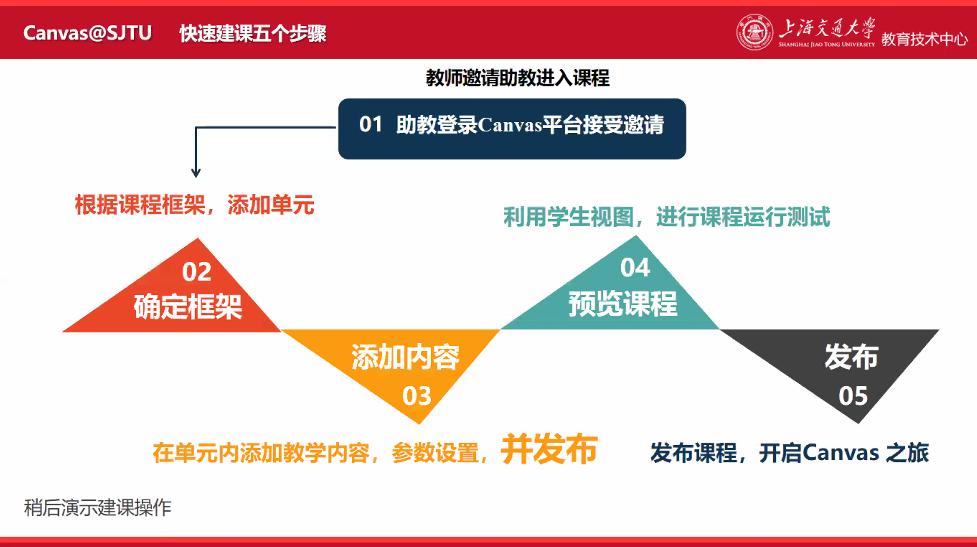 Canvas@SJTU 快速建课五个步骤
上海交通大学
SHANGHAI JIAO TONG UNIVERSITY
教育技术中心
教师邀请助教进入课程
01 助教登录Canvas平台接受邀请
根据课程框架，添加单元
利用学生视图，进行课程运行测试
02
确定框架
04
预览课程
添加内容
03
发布
05
在单元内添加教学内容，参数设置，并发布
发布课程，开启Canvas 之旅
稍后演示建课操作